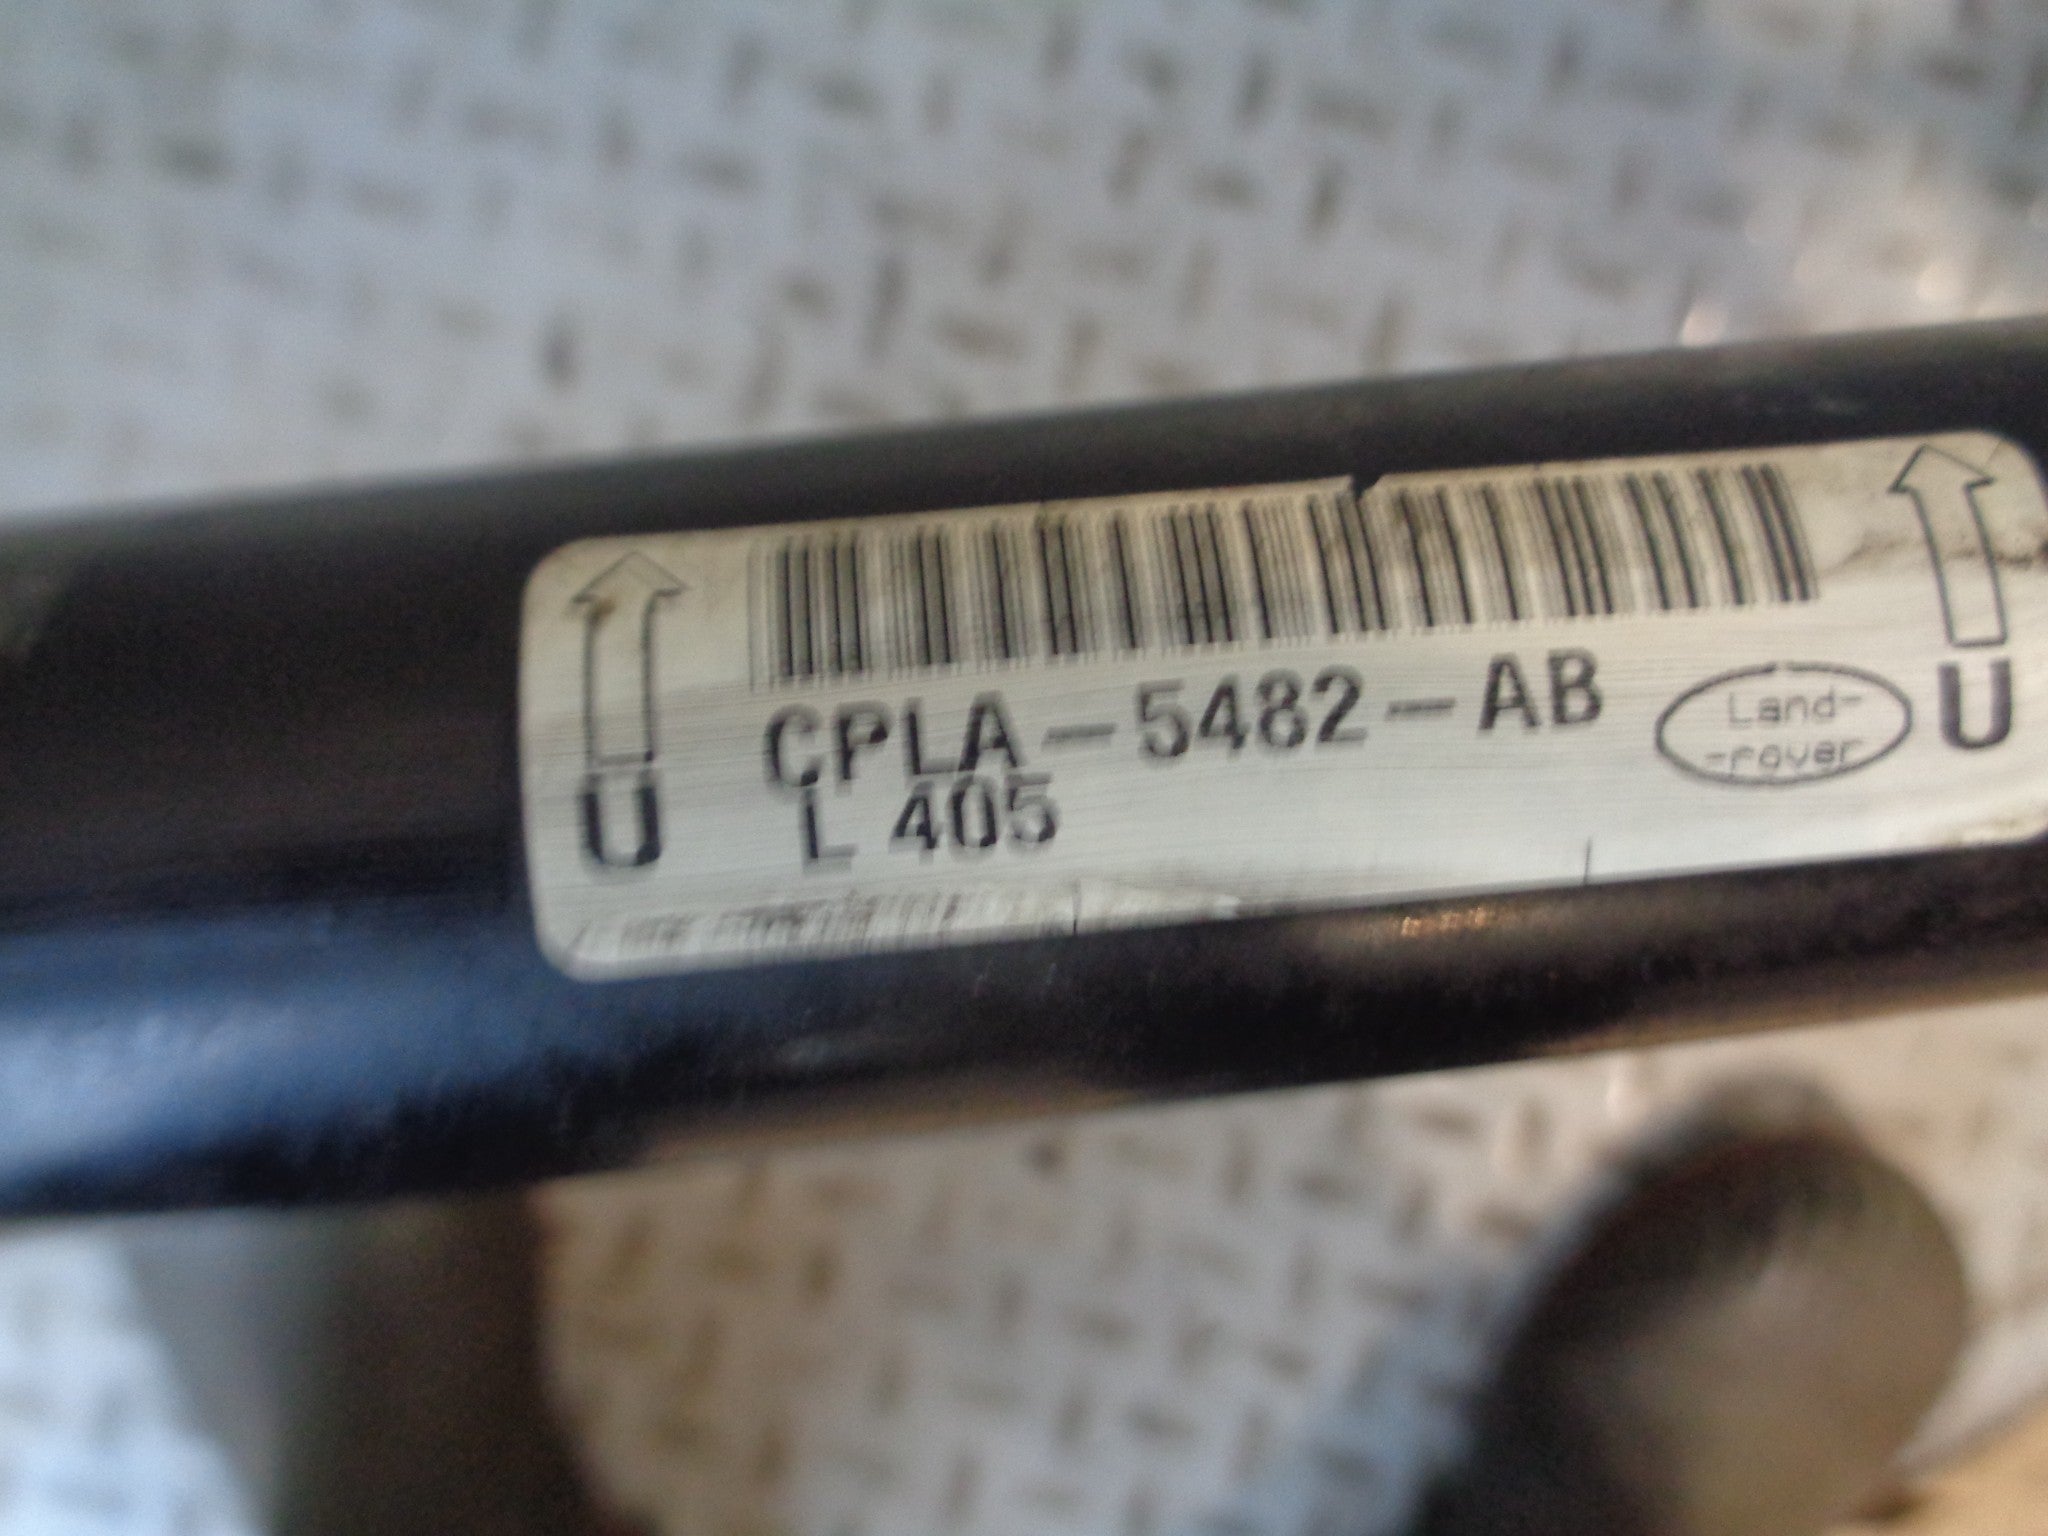 CPLA-5482-AB
L 405
Land-
-rover
U
U